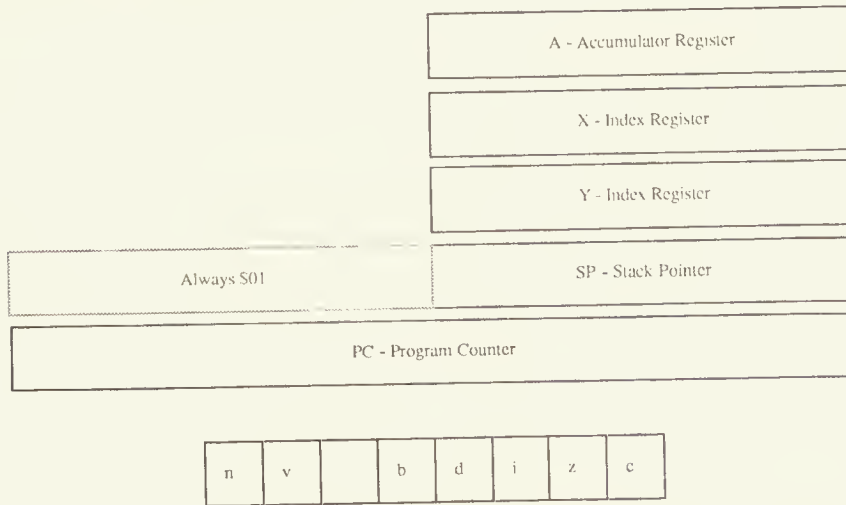 A - Accumulator Register
X - Index Register
Y - Index Register
Always $01
SP - Stack Pointer
PC - Program Counter
n v b d i z c